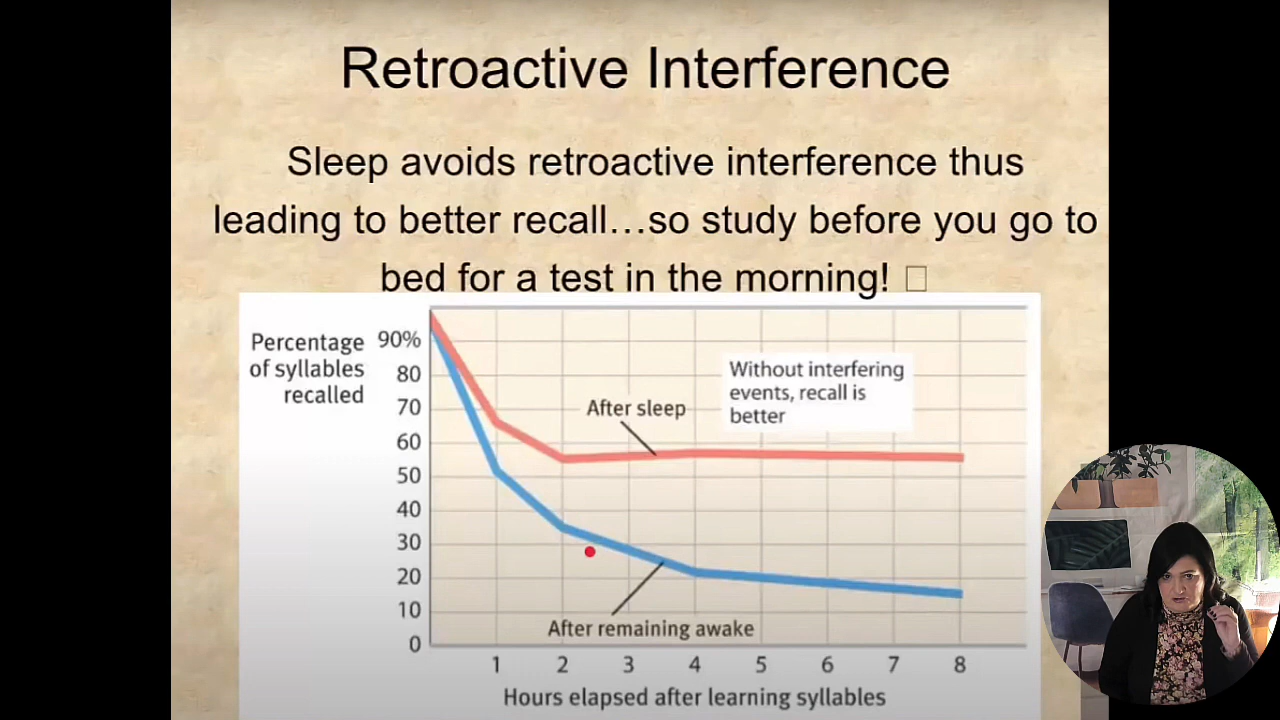 Retroactive Interference
Sleep avoids retroactive interference thus
leading to better recall…so study before you go to
bed for a test in the morning! □
Percentage
of syllables
recalled
90%
80
70
60
50
40
30
20
10
0
After sleep
Without interfering
events, recall is
better
After remaining awake
1 2 3 4 5 6 7 8
Hours elapsed after learning syllables